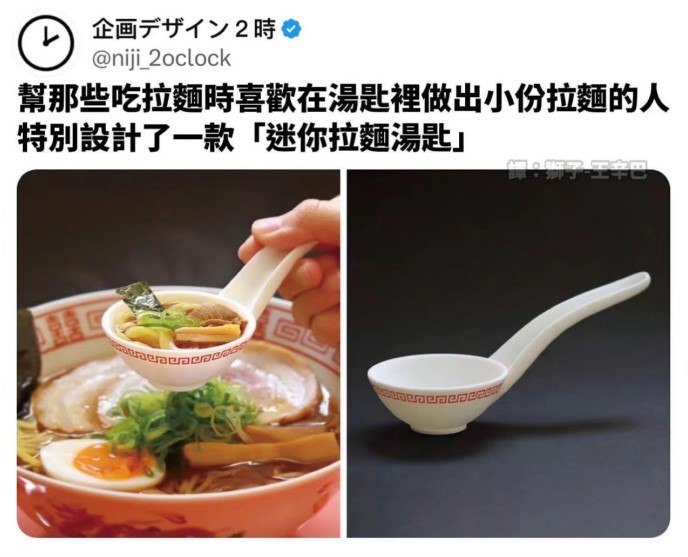 企画デザイン２時
@niji_2oclock
幫那些吃拉麵時喜歡在湯匙裡做出小份拉麵的人
特別設計了一款「迷你拉麵湯匙」
譯：獅子-王辛巴
囍